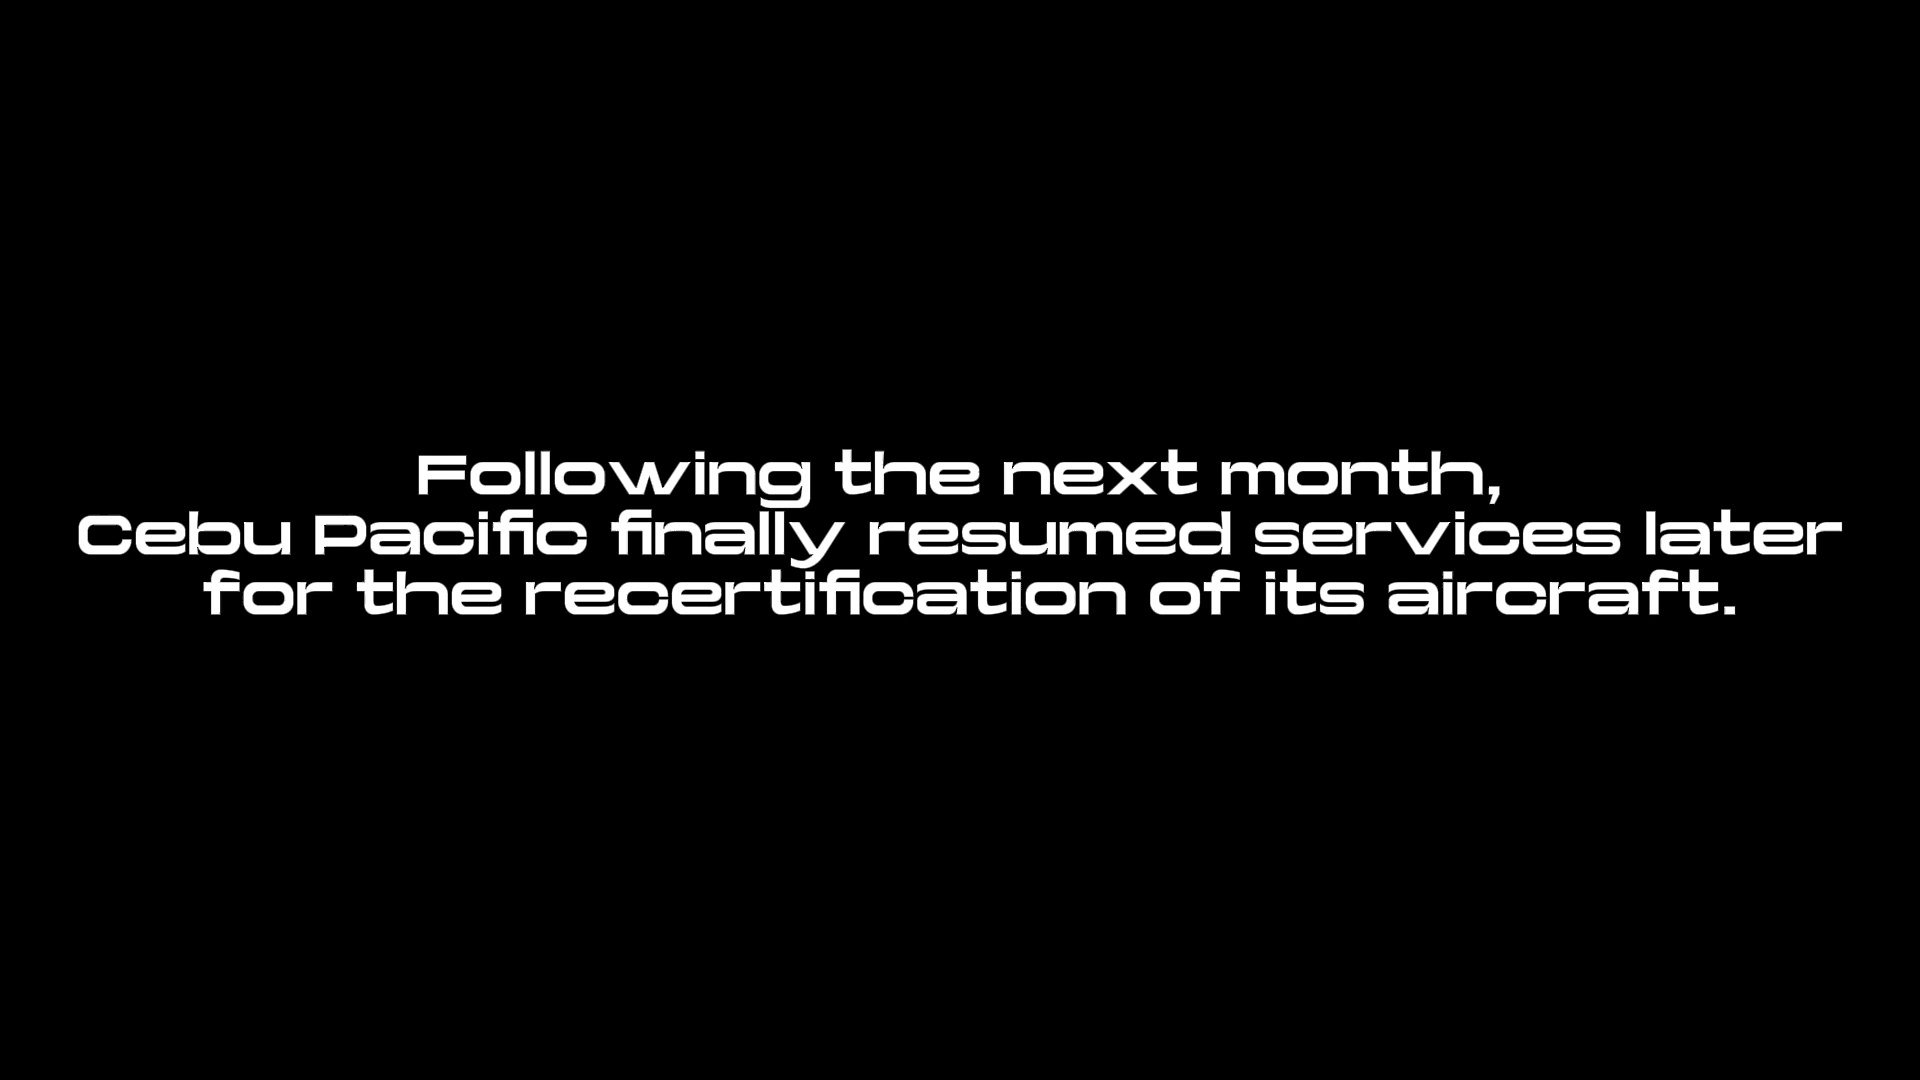 Following the next month,
Cebu Pacific finally resumed services later
for the recertification of its aircraft.